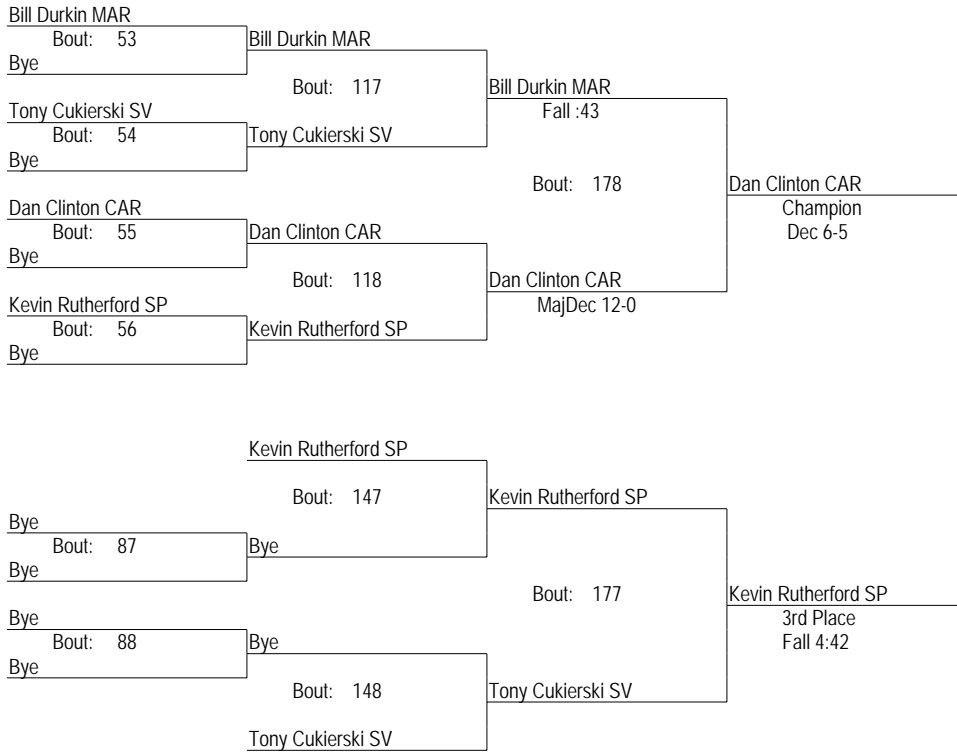 Bill Durkin MAR
Bout: 53
Bill Durkin MAR
Bye
Bout: 117
Bill Durkin MAR
Tony Cukierski SV
Fall :43
Bout: 54
Tony Cukierski SV
Bye
Bout: 178
Dan Clinton CAR
Dan Clinton CAR
Champion
Bout: 55
Dan Clinton CAR
Dec 6-5
Bye
Bout: 118
Dan Clinton CAR
Kevin Rutherford SP
MajDec 12-0
Bout: 56
Kevin Rutherford SP
Bye
Kevin Rutherford SP
Bout: 147
Kevin Rutherford SP
Bye
Bout: 87
Bye
Bye
Bout: 177
Kevin Rutherford SP
Bye
3rd Place
Bout: 88
Bye
Fall 4:42
Bye
Bout: 148
Tony Cukierski SV
Tony Cukierski SV